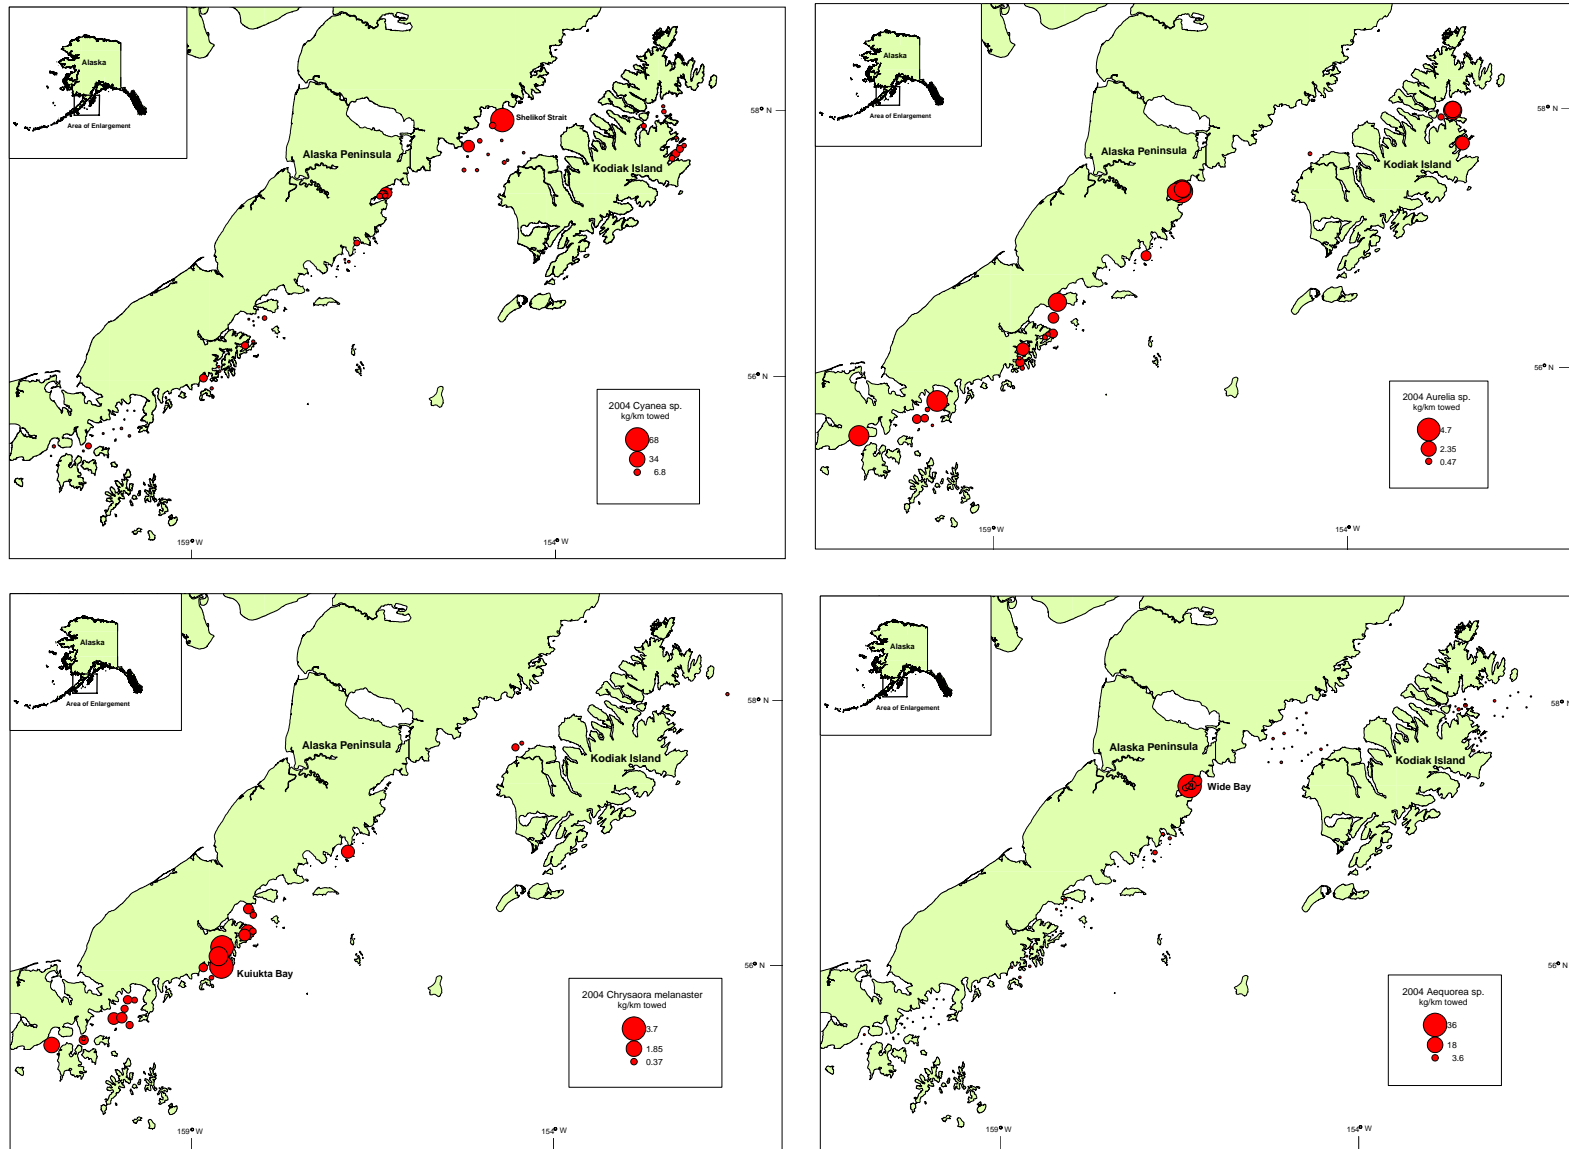 Alaska
Area of Enlargement
58° N
Shelikof Strait
Alaska Peninsula
Kodiak Island
56° N
2004 Cyanea sp.
kg/km towed
68
34
6.8
159° W
154° W
Alaska
Area of Enlargement
58° N
Alaska Peninsula
Kodiak Island
56° N
2004 Aurelia sp.
kg/km towed
4.7
2.35
0.47
159° W
154° W
Alaska
Area of Enlargement
58° N
Alaska Peninsula
Kodiak Island
56° N
Kuiukta Bay
2004 Chrysaora melanaster
kg/km towed
3.7
1.85
0.37
159° W
154° W
Alaska
Area of Enlargement
58° N
Alaska Peninsula
Kodiak Island
Wide Bay
56° N
2004 Aequorea sp.
kg/km towed
36
18
3.6
159° W
154° W